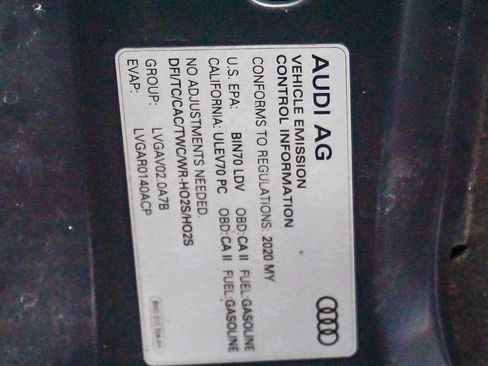 AUDI AG
VEHICLE EMISSION
CONTROL INFORMATION
CONFORMS TO REGULATIONS: 2020 MY
U.S. EPA: BIN70 LDV OBD: CA II FUEL: GASOLINE
CALIFORNIA: ULEV70 PC OBD: CA II FUEL: GASOLINE
NO ADJUSTMENTS NEEDED.
DFI/TC/CAC/TWC/WR-HO2S/HO2S
GROUP: LVGAV02.0A7B
EVAP: LVGAR0140ACP